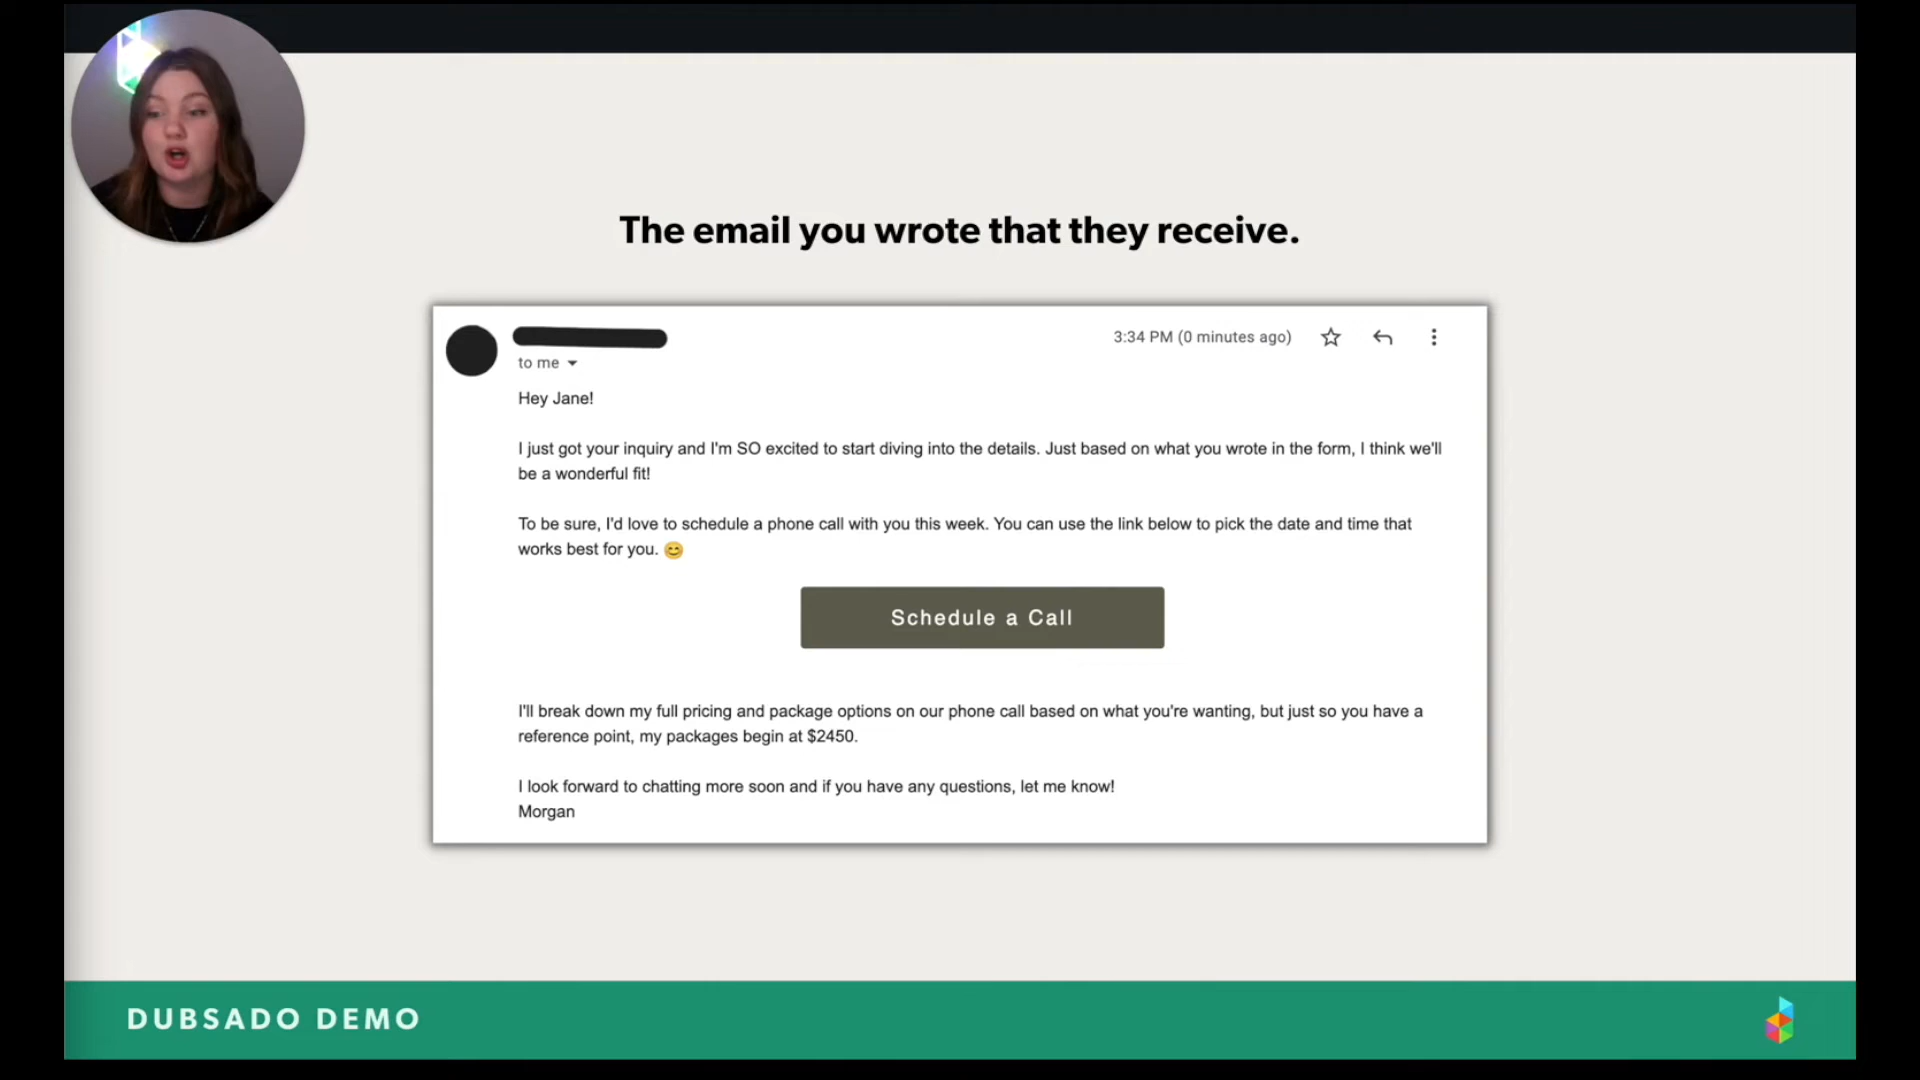 The email you wrote that they receive.
3:34 PM (0 minutes ago)
to me
Hey Jane!
I just got your inquiry and I'm SO excited to start diving into the details. Just based on what you wrote in the form, I think we'll
be a wonderful fit!
To be sure, I'd love to schedule a phone call with you this week. You can use the link below to pick the date and time that
works best for you. 😊
Schedule a Call
I'll break down my full pricing and package options on our phone call based on what you're wanting, but just so you have a
reference point, my packages begin at $2450.
I look forward to chatting more soon and if you have any questions, let me know!
Morgan
DUBSADO DEMO